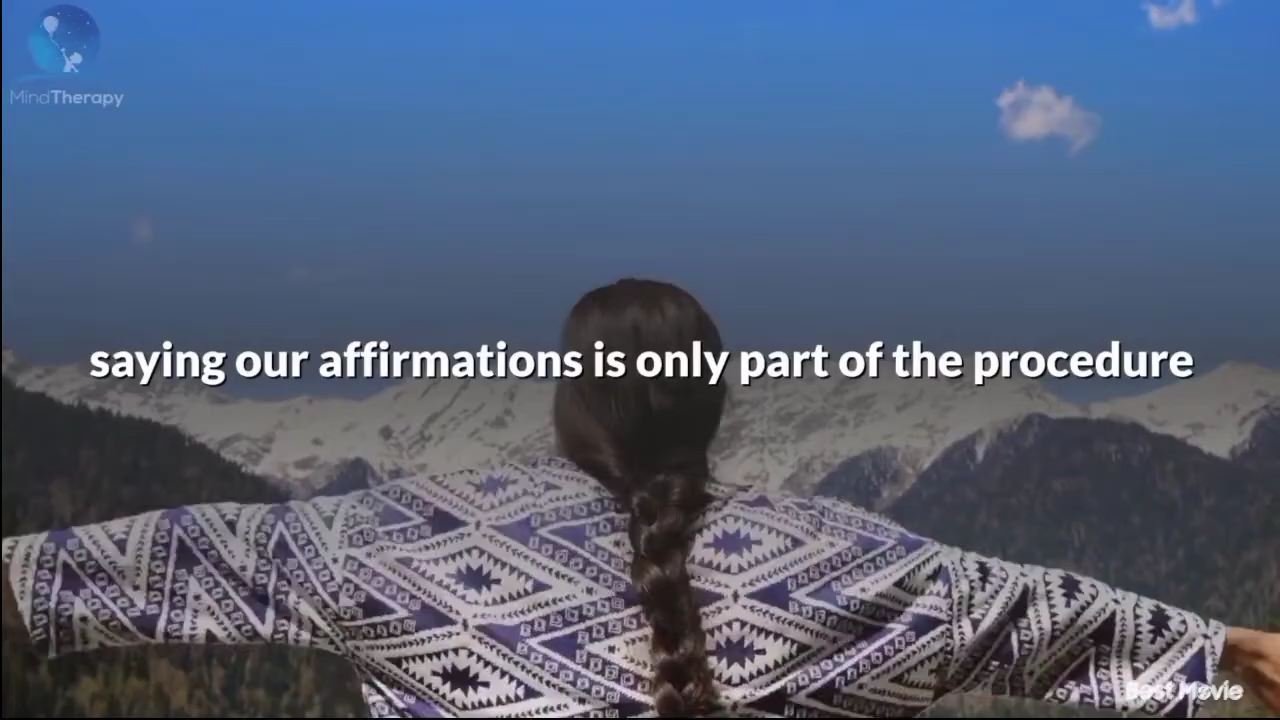 MindTherapy
saying our affirmations is only part of the procedure
Best Movie